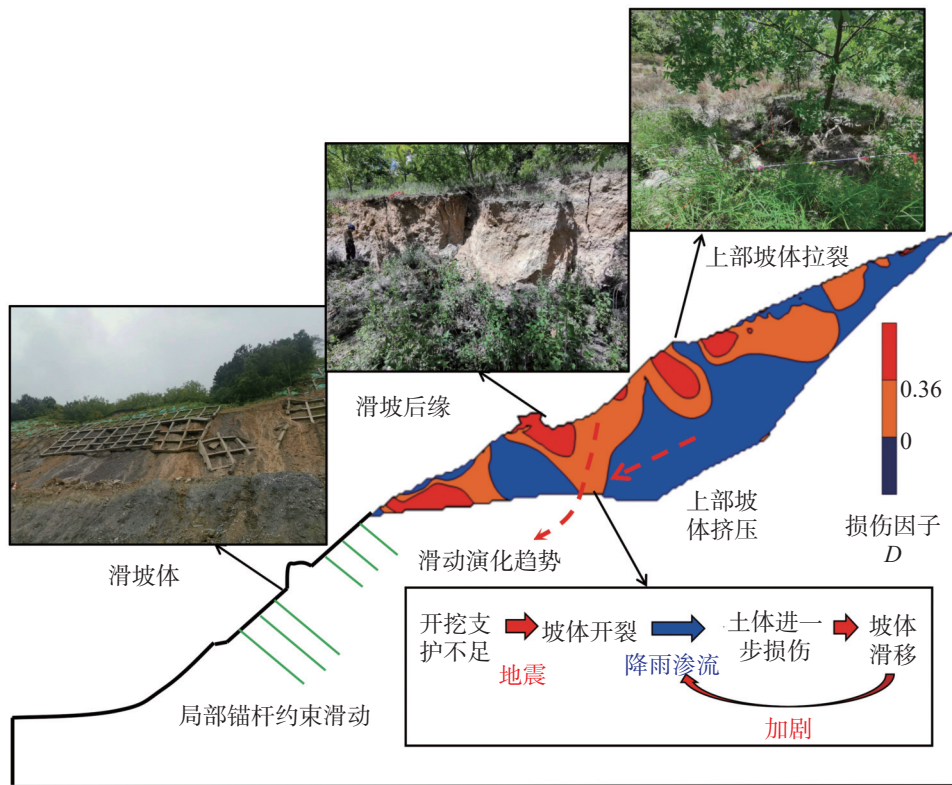 上部坡体拉裂
滑坡后缘
0.36
0
损伤因子
D
上部坡
体挤压
滑动演化趋势
滑坡体
局部锚杆约束滑动
开挖支
护不足
地震
坡体开裂
降雨渗流
土体进一
步损伤
坡体
滑移
加剧